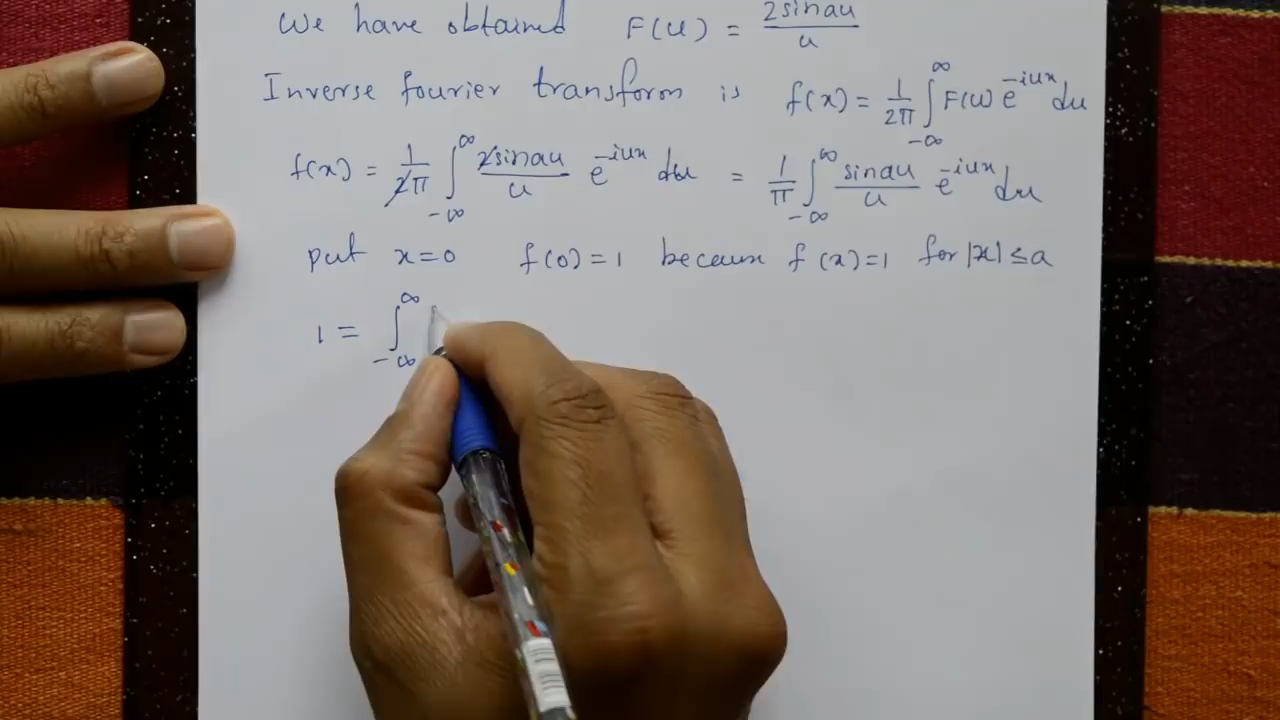 We have obtained F(u) = 2sinau/u
Inverse fourier transform is f(x) = 1/2π ∫_{-∞}^{∞} F(u) e^{-iux} du
f(x) = 1/2π ∫_{-∞}^{∞} 2sinau/u e^{-iux} du = 1/π ∫_{-∞}^{∞} sinau/u e^{-iux} du
put x=0 f(0)=1 because f(x)=1 for |x| ≤ a
1 = ∫_{-∞}^{∞}